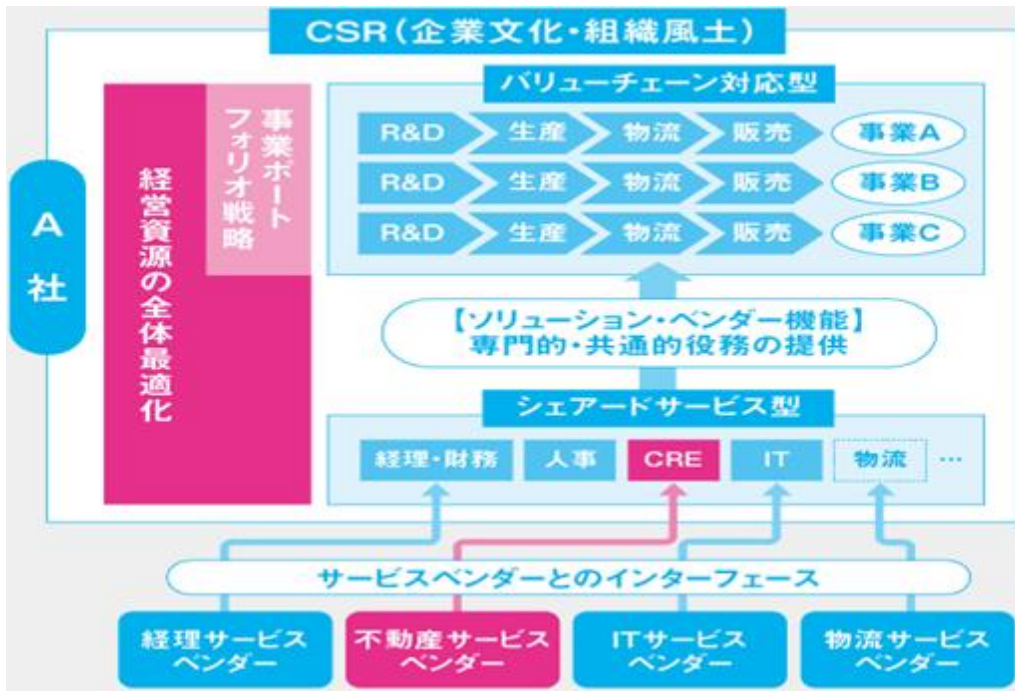 CSR(企業文化・組織風土)
A社
経営資源の全体最適化
事業ポート
フォリオ戦略
バリューチェーン対応型
R&D 生産 物流 販売 事業A
R&D 生産 物流 販売 事業B
R&D 生産 物流 販売 事業C
【ソリューション・ベンダー機能】
専門的・共通的役務の提供
シェアードサービス型
経理・財務 人事 CRE IT 物流 …
サービスベンダーとのインターフェース
経理サービス
ベンダー
不動産サービス
ベンダー
ITサービス
ベンダー
物流サービス
ベンダー